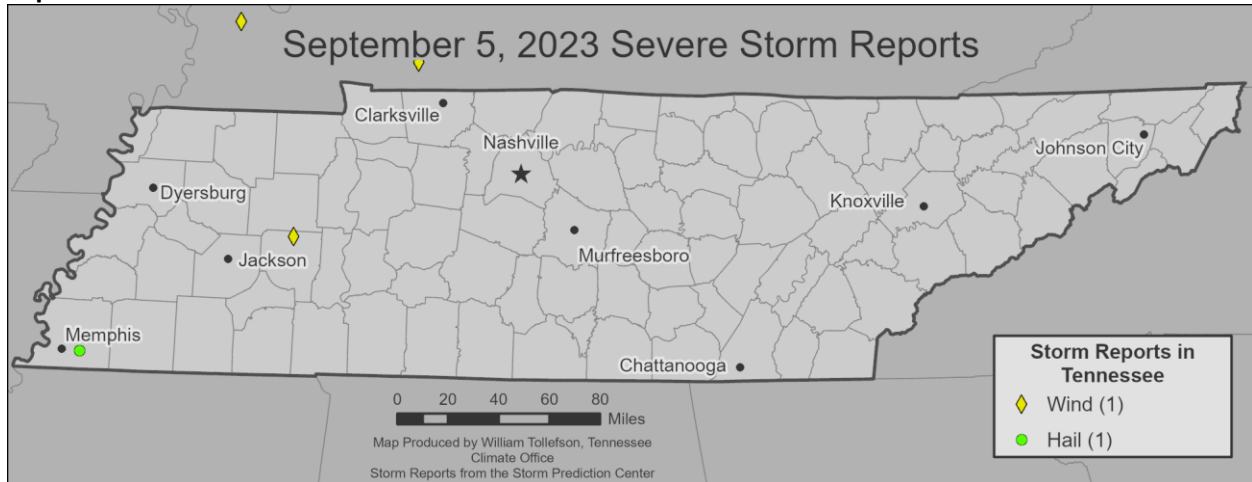 September 5, 2023 Severe Storm Reports
Clarksville
Nashville
Johnson City
Dyersburg
Knoxville
Jackson
Murfreesboro
Memphis
Chattanooga
0 20 40 60 80
Miles
Map Produced by William Tollefson, Tennessee
Climate Office
Storm Reports from the Storm Prediction Center
Storm Reports in
Tennessee
Wind (1)
Hail (1)